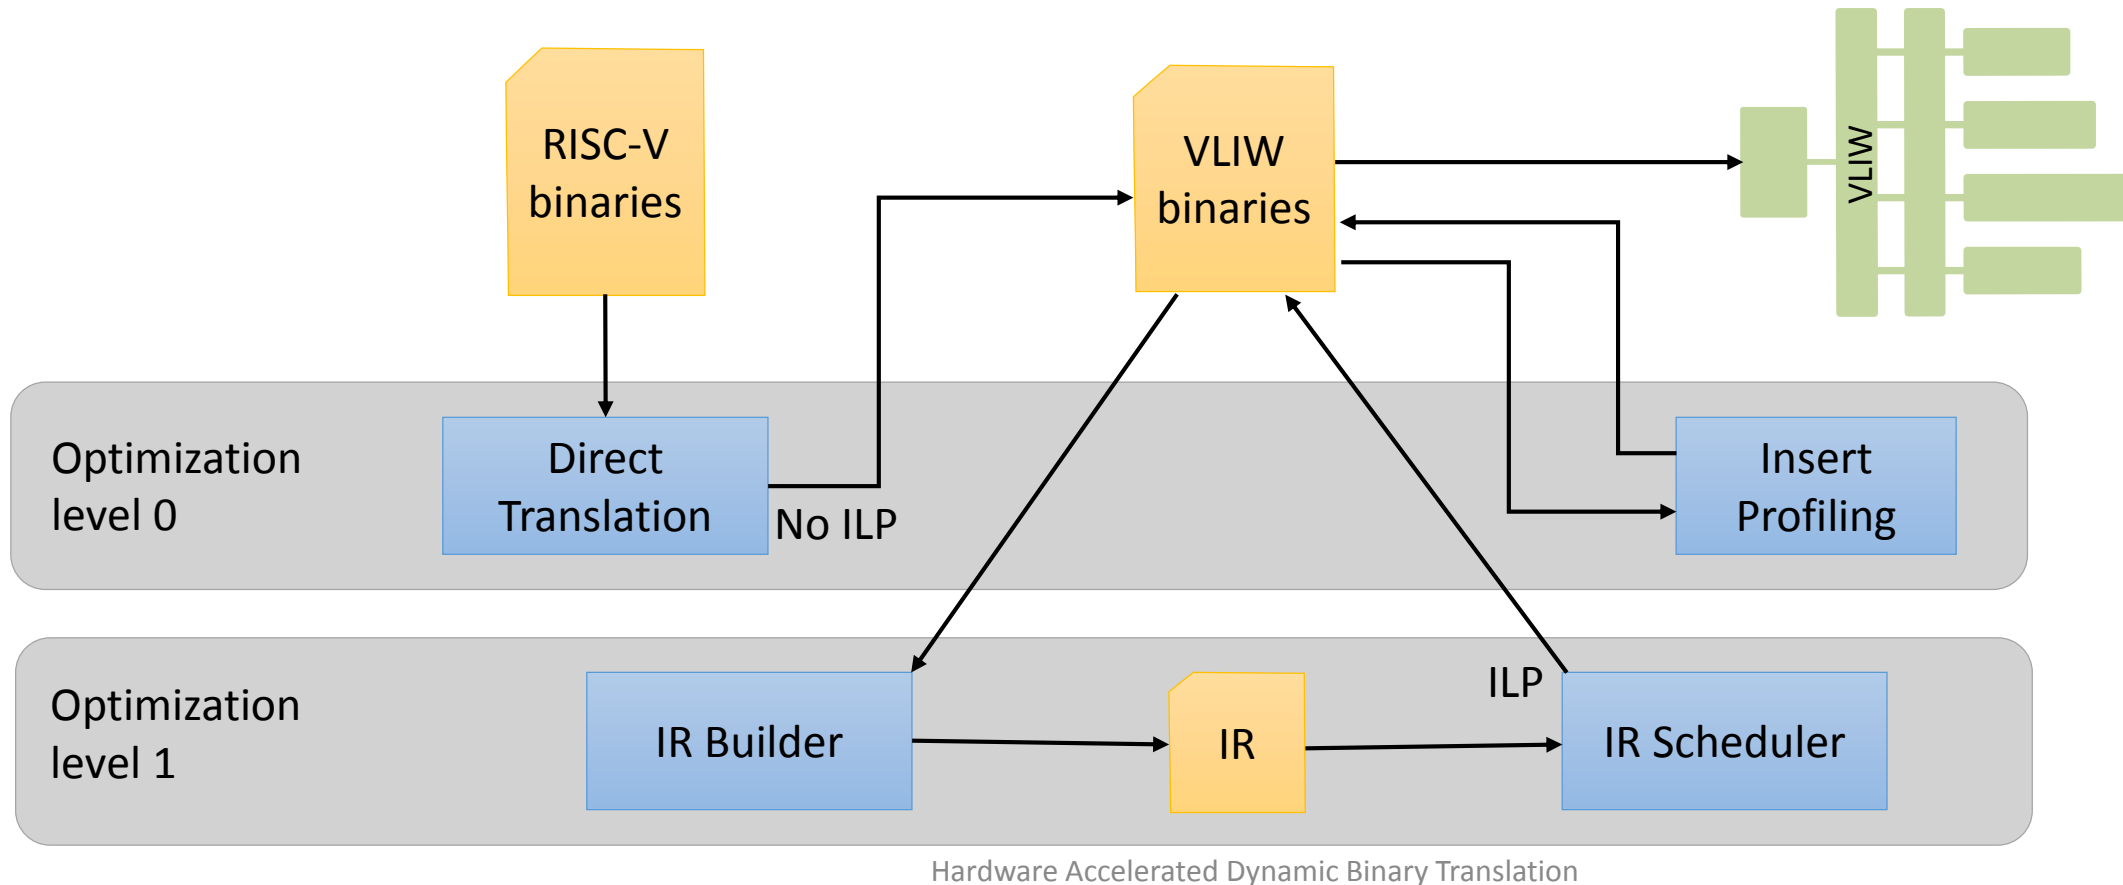 RISC-V
binaries
VLIW
binaries
VLIW
Optimization
level 0
Direct
Translation
No ILP
Insert
Profiling
Optimization
level 1
IR Builder
IR
ILP
IR Scheduler
Hardware Accelerated Dynamic Binary Translation